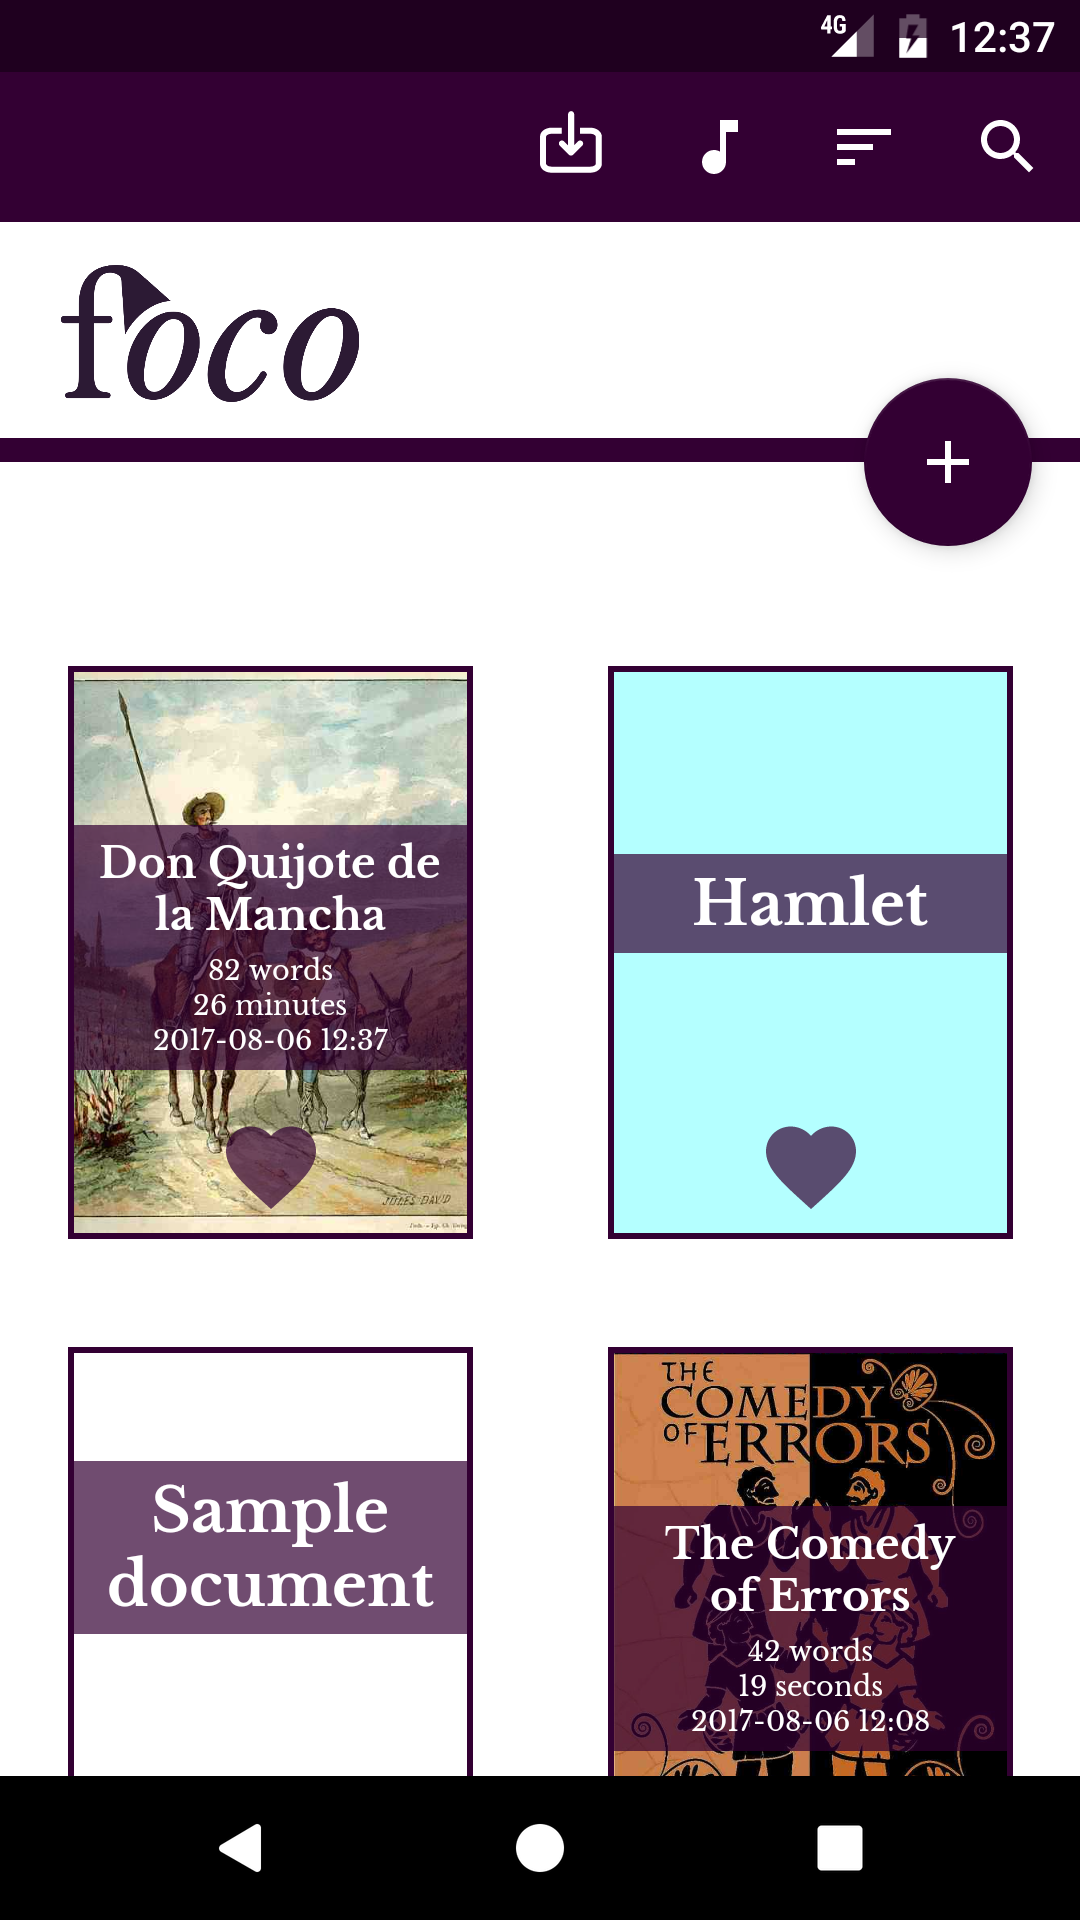 4G 12:37
foco
Don Quijote de
la Mancha
82 words
26 minutes
2017-08-06 12:37
JULES DAVID
Hamlet
Sample
document
THE
COMEDY
OF ERRORS
The Comedy
of Errors
42 words
19 seconds
2017-08-06 12:08